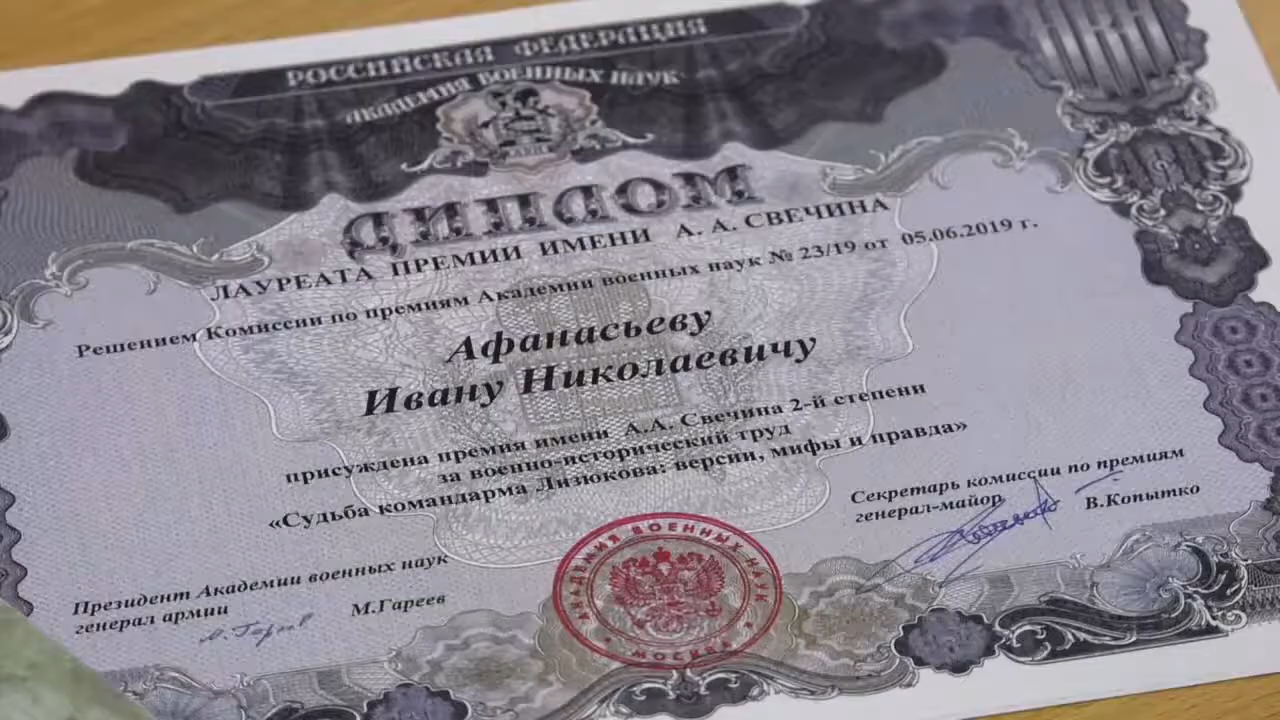 РОССИЙСКАЯ ФЕДЕРАЦИЯ
АКАДЕМИЯ ВОЕННЫХ НАУК
ДИПЛОМ
ЛАУРЕАТА ПРЕМИИ ИМЕНИ А. А. СВЕЧИНА
Решением Комиссии по премиям Академии военных наук № 23/19 от 05.06.2019 г.
Афанасьеву
Ивану Николаевичу
присуждена премия имени А.А. Свечина 2-й степени
за военно-исторический труд
«Судьба командарма Лизюкова: версии, мифы и правда»
Секретарь комиссии по премиям
генерал-майор В.Копытко
Президент Академии военных наук
генерал армии М.Гареев
АКАДЕМИЯ ВОЕННЫХ НАУК
МОСКВА